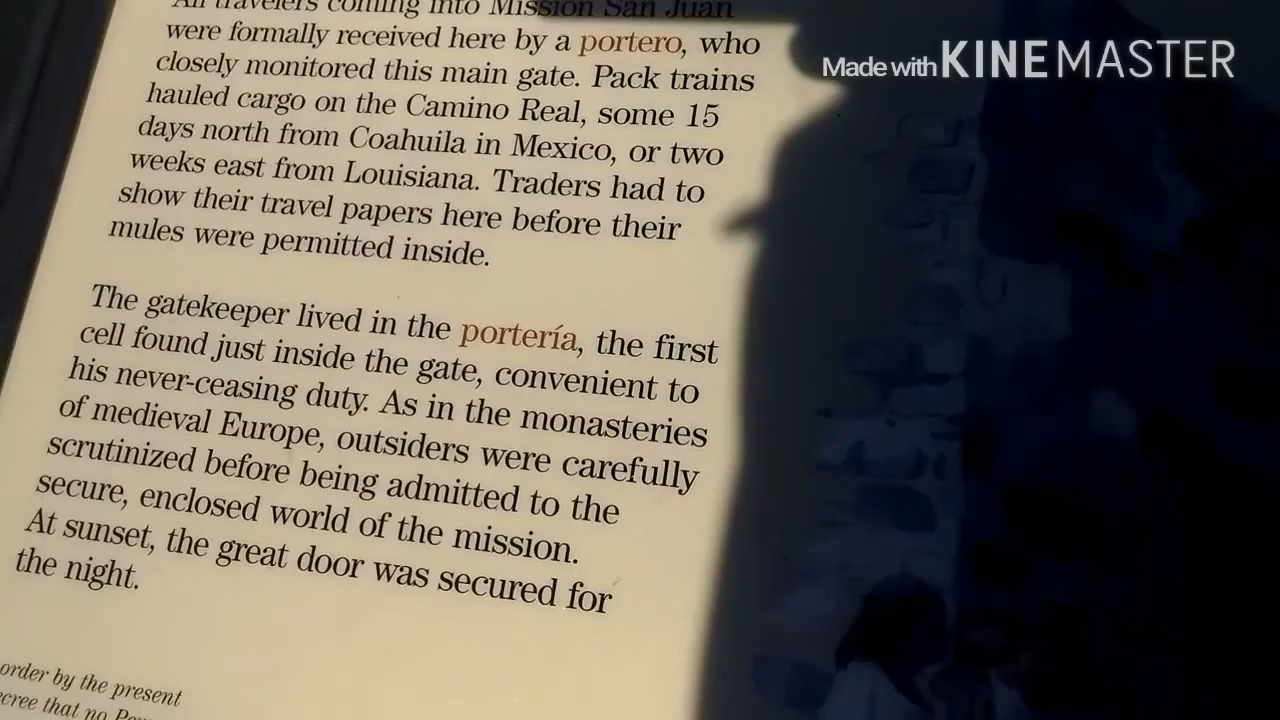 All travelers coming into Mission San Juan
were formally received here by a portero, who
closely monitored this main gate. Pack trains
hauled cargo on the Camino Real, some 15
days north from Coahuila in Mexico, or two
weeks east from Louisiana. Traders had to
show their travel papers here before their
mules were permitted inside.
The gatekeeper lived in the portería, the first
cell found just inside the gate, convenient to
his never-ceasing duty. As in the monasteries
of medieval Europe, outsiders were carefully
scrutinized before being admitted to the
secure, enclosed world of the mission.
At sunset, the great door was secured for
the night.
order by the present
that no
Made with KINEMASTER